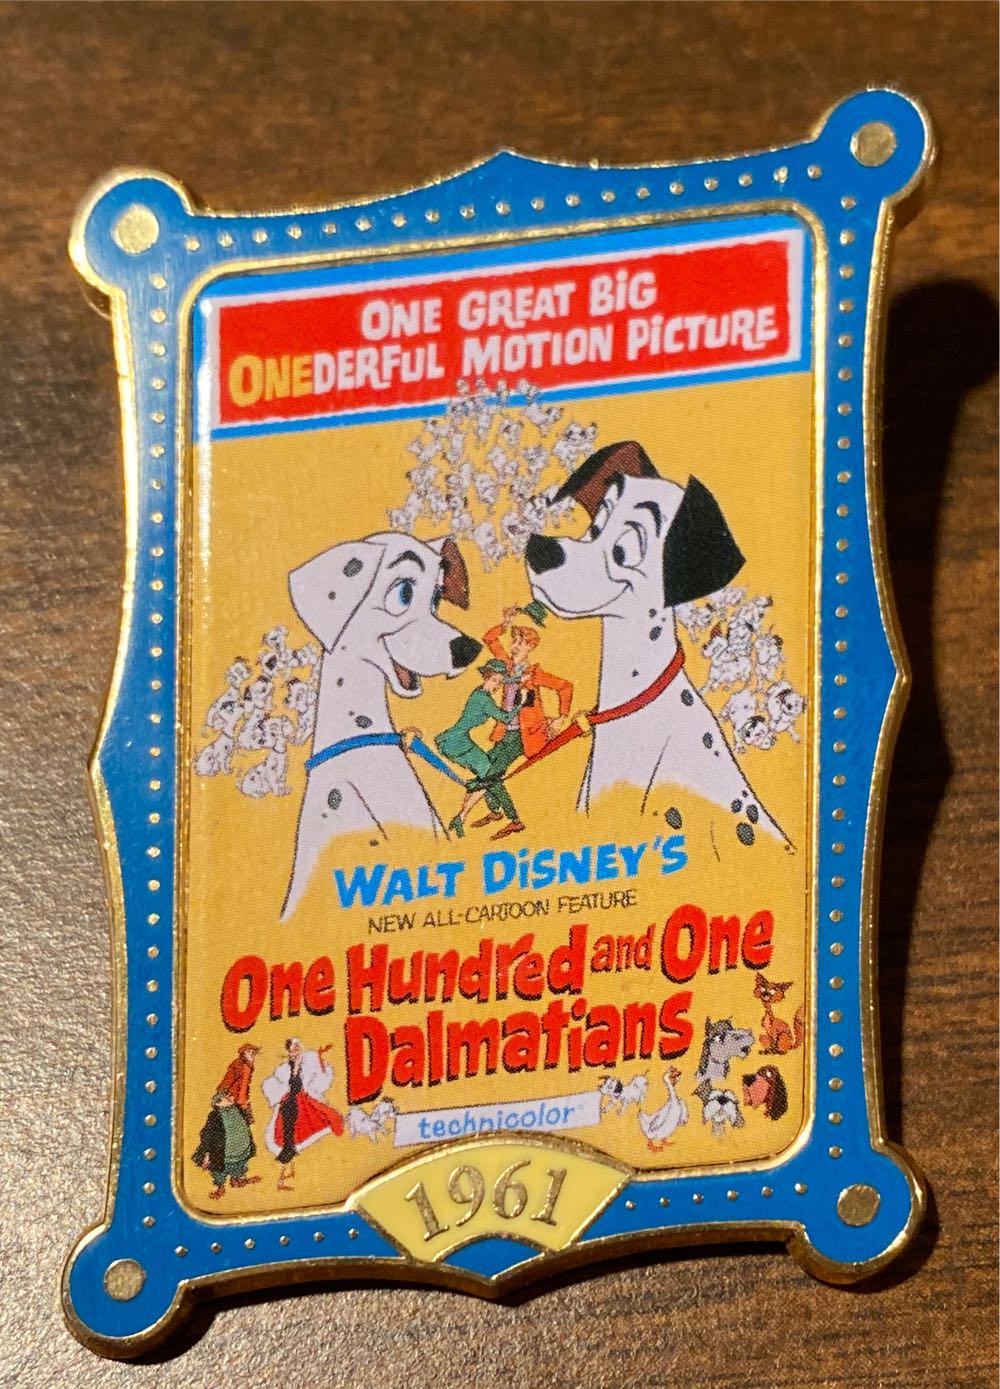 ONE GREAT BiG
ONEDERFUL MOTION PiCTURE
WALT DiSNEY'S
NEW ALL-CARTOON FEATURE
One Hundred and One
Dalmatians
technicolor
1961